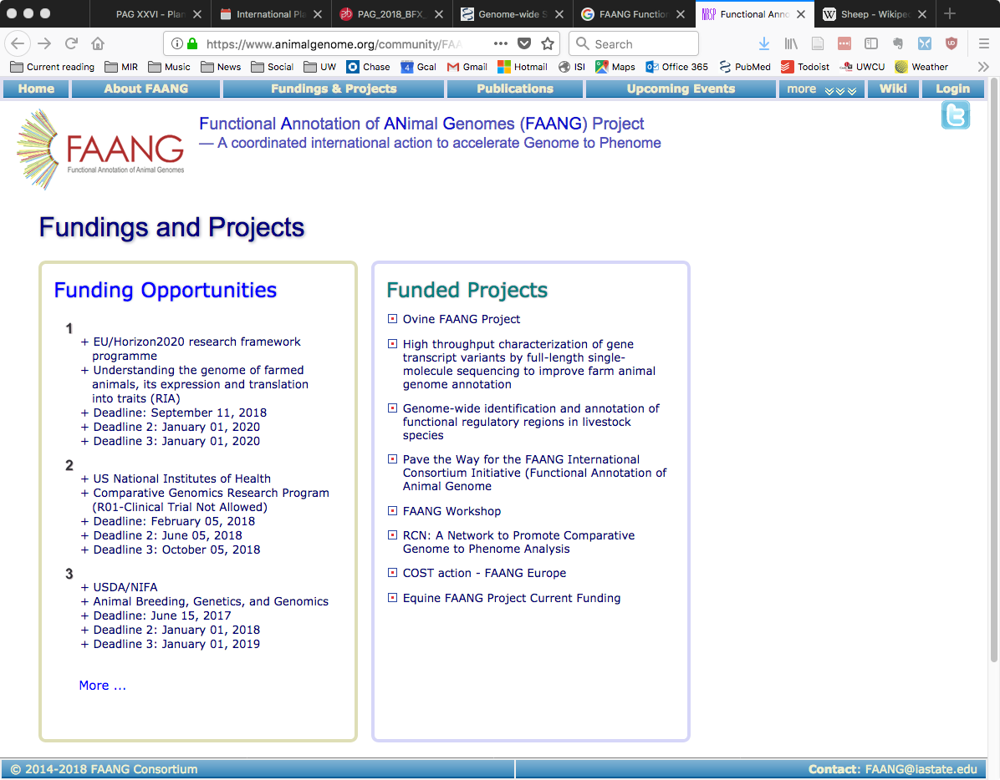 PAG XXVI - Plan
International Pla
PAG_2018_BFX_
Genome-wide S
FAANG Function
NRSP
Functional Anno
W
Sheep - Wikipe
https://www.animalgenome.org/community/FAA
Search
Current reading
MIR
Music
News
Social
UW
Chase
4
Gcal
Gmail
Hotmail
ISI
Maps
Office 365
PubMed
Todoist
UWCU
Weather
Home
About FAANG
Fundings & Projects
Publications
Upcoming Events
more
Wiki
Login
FAANG
Functional Annotation of Animal Genomes
Functional Annotation of ANimal Genomes (FAANG) Project
— A coordinated international action to accelerate Genome to Phenome
Fundings and Projects
Funding Opportunities
1
+ EU/Horizon2020 research framework
programme
+ Understanding the genome of farmed
animals, its expression and translation
into traits (RIA)
+ Deadline: September 11, 2018
+ Deadline 2: January 01, 2020
+ Deadline 3: January 01, 2020
2
+ US National Institutes of Health
+ Comparative Genomics Research Program
(R01-Clinical Trial Not Allowed)
+ Deadline: February 05, 2018
+ Deadline 2: June 05, 2018
+ Deadline 3: October 05, 2018
3
+ USDA/NIFA
+ Animal Breeding, Genetics, and Genomics
+ Deadline: June 15, 2017
+ Deadline 2: January 01, 2018
+ Deadline 3: January 01, 2019
More ...
Funded Projects
Ovine FAANG Project
High throughput characterization of gene
transcript variants by full-length single-
molecule sequencing to improve farm animal
genome annotation
Genome-wide identification and annotation of
functional regulatory regions in livestock
species
Pave the Way for the FAANG International
Consortium Initiative (Functional Annotation of
Animal Genome
FAANG Workshop
RCN: A Network to Promote Comparative
Genome to Phenome Analysis
COST action - FAANG Europe
Equine FAANG Project Current Funding
© 2014-2018 FAANG Consortium
Contact: FAANG@iastate.edu